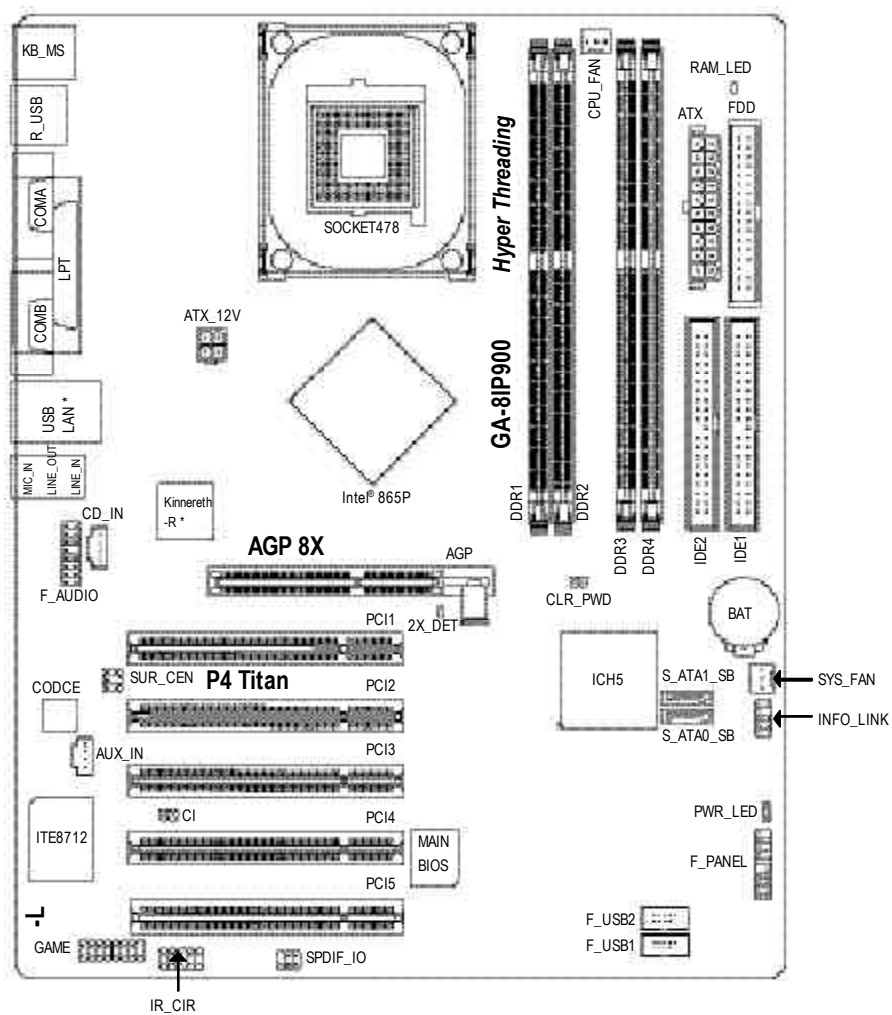 KB_MS
R_USB
COMA
LPT
COMB
USB
LAN *
MIC_IN
LINE_OUT
LINE_IN
CD_IN
F_AUDIO
SOCKET478
ATX_12V
Intel® 865P
Kinnereth
-R *
Hyper Threading
GA-8IP900
CPU_FAN
RAM_LED
ATX
FDD
DDR1
DDR2
DDR3
DDR4
IDE2
IDE1
AGP 8X
AGP
2X_DET
CLR_PWD
BAT
PCI1
SUR_CEN
P4 Titan
PCI2
CODCE
AUX_IN
PCI3
CI
PCI4
ITE8712
MAIN
BIOS
PCI5
-L
GAME
IR_CIR
SPDIF_IO
ICH5
S_ATA1_SB
S_ATA0_SB
SYS_FAN
INFO_LINK
PWR_LED
F_PANEL
F_USB2
F_USB1